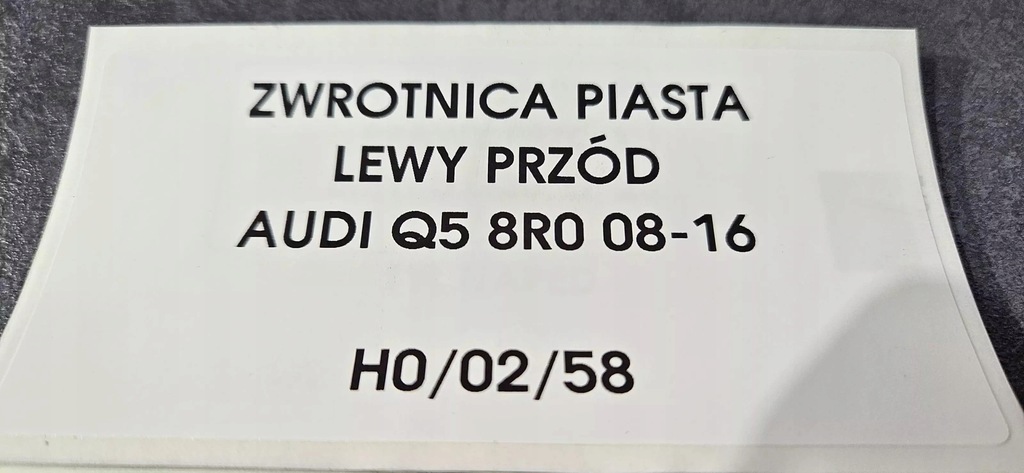 ZWROTNICA PIASTA
LEWY PRZÓD
AUDI Q5 8R0 08-16
H0/02/58